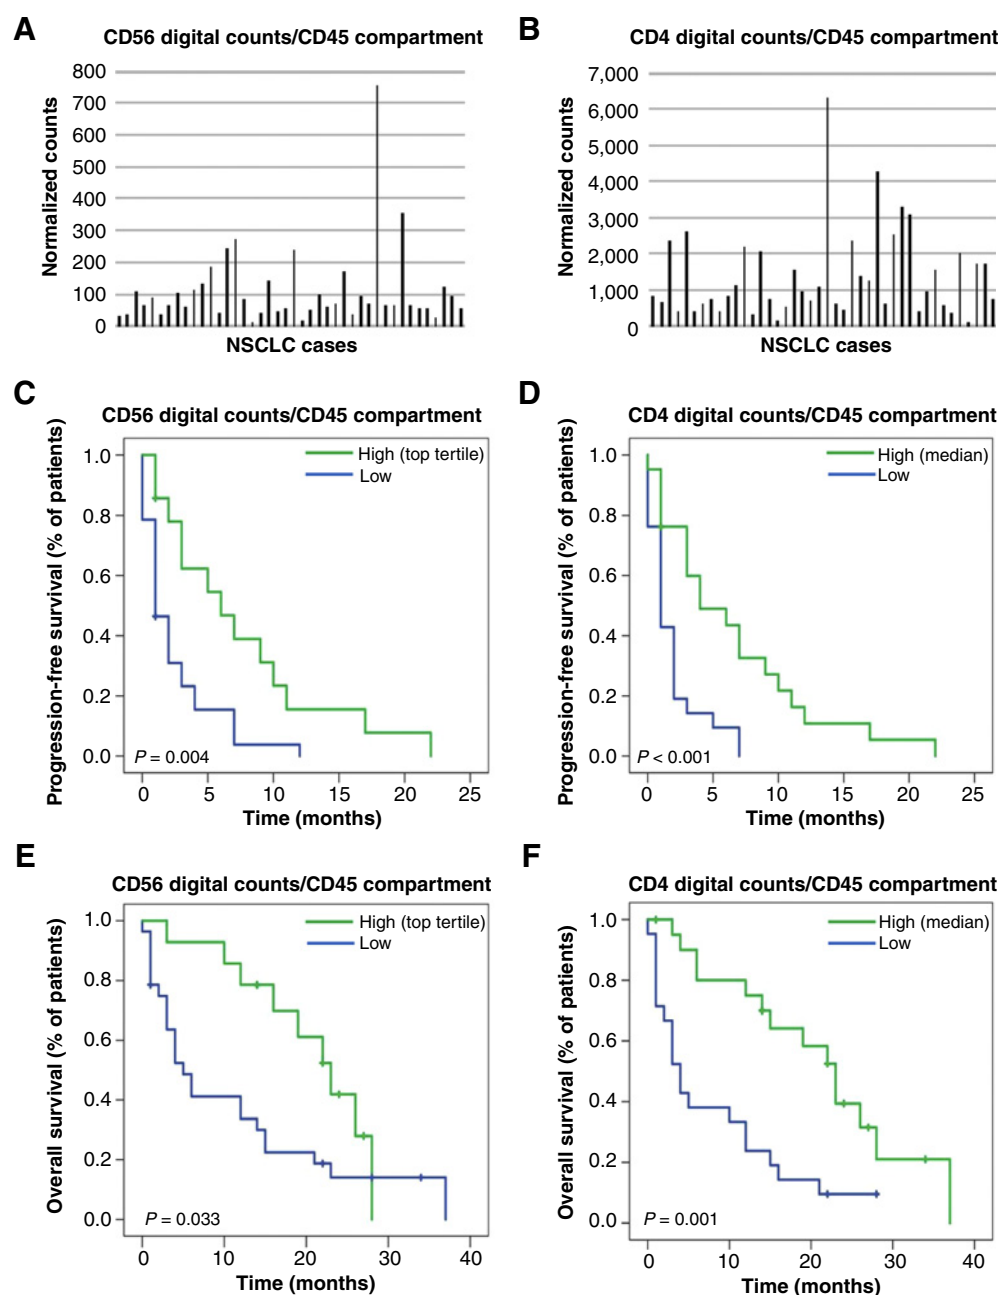 A
CD56 digital counts/CD45 compartment
Normalized counts
800
700
600
500
400
300
200
100
0
NSCLC cases
B
CD4 digital counts/CD45 compartment
Normalized counts
7,000
6,000
5,000
4,000
3,000
2,000
1,000
0
NSCLC cases
C
CD56 digital counts/CD45 compartment
Progression-free survival (% of patients)
1.0
0.8
0.6
0.4
0.2
0.0
High (top tertile)
Low
P = 0.004
0 5 10 15 20 25
Time (months)
D
CD4 digital counts/CD45 compartment
Progression-free survival (% of patients)
1.0
0.8
0.6
0.4
0.2
0.0
High (median)
Low
P < 0.001
0 5 10 15 20 25
Time (months)
E
CD56 digital counts/CD45 compartment
Overall survival (% of patients)
1.0
0.8
0.6
0.4
0.2
0.0
High (top tertile)
Low
P = 0.033
0 10 20 30 40
Time (months)
F
CD4 digital counts/CD45 compartment
Overall survival (% of patients)
1.0
0.8
0.6
0.4
0.2
0.0
High (median)
Low
P = 0.001
0 10 20 30 40
Time (months)